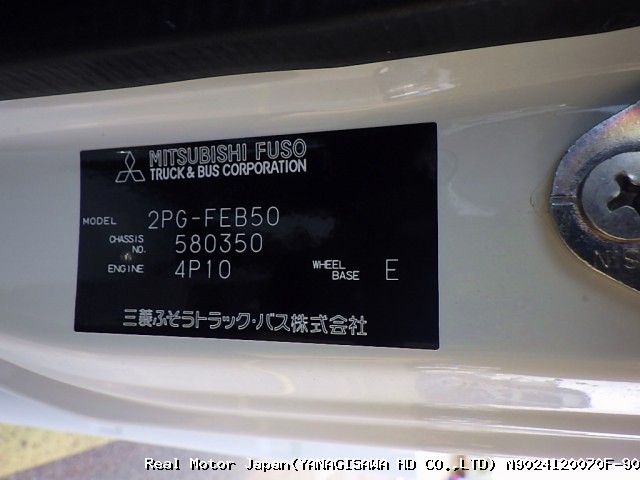 MITSUBISHI FUSO
TRUCK & BUS CORPORATION
MODEL 2PG-FEB50
CHASSIS NO. 580350
ENGINE 4P10
WHEEL BASE E
三菱ふそうトラック・バス株式会社
NIS
Real Motor Japan(YANAGISAWA HD CO.,LTD) N9024120070F-90